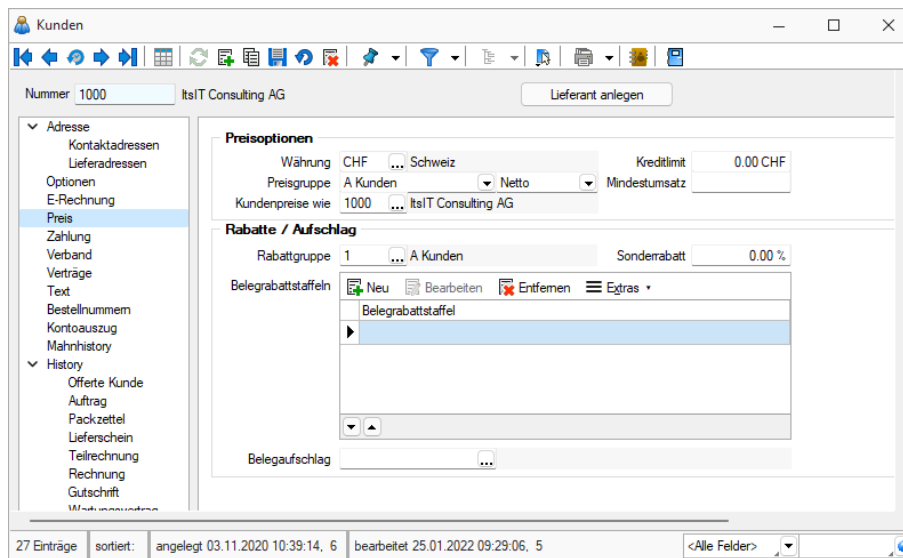 Kunden
Nummer 1000 ItsIT Consulting AG Lieferant anlegen
Adresse
Kontaktadressen
Lieferadressen
Optionen
E-Rechnung
Preis
Zahlung
Verband
Verträge
Text
Bestellnummern
Kontoauszug
Mahnhistory
History
Offerte Kunde
Auftrag
Packzettel
Lieferschein
Teilrechnung
Rechnung
Gutschrift
Wartungsvertrag
Preisoptionen
Währung CHF ... Schweiz Kreditlimit 0.00 CHF
Preisgruppe A Kunden Netto Mindestumsatz
Kundenpreise wie 1000 ... ItsIT Consulting AG
Rabatte / Aufschlag
Rabattgruppe 1 ... A Kunden Sonderrabatt 0.00 %
Belegrabattstaffeln Neu Bearbeiten Entfernen Extras
Belegrabattstaffel
Belegaufschlag ...
27 Einträge sortiert: angelegt 03.11.2020 10:39:14, 6 bearbeitet 25.01.2022 09:29:06, 5 <Alle Felder>